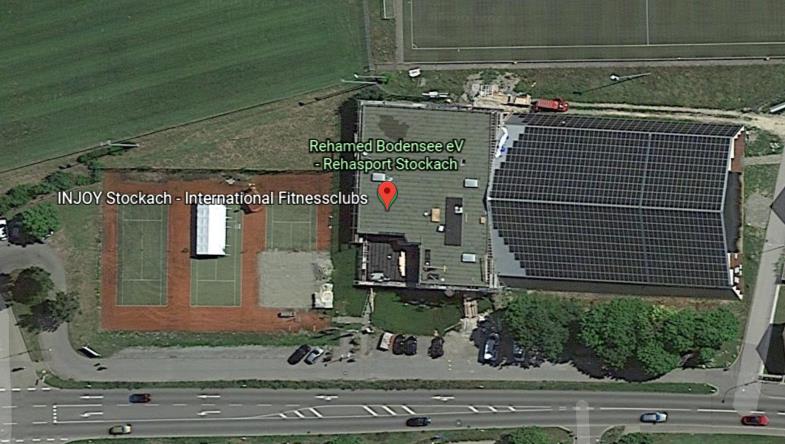 Rehamed Bodensee eV
- Rehasport Stockach
INJOY Stockach - International Fitnessclubs